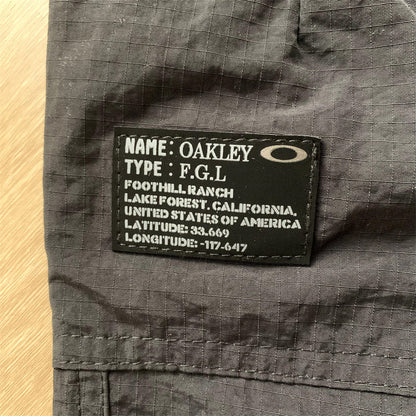 NAME: OAKLEY
TYPE: F.G.L
FOOTHILL RANCH
LAKE FOREST. CALIFORNIA.
UNITED STATES OF AMERICA
LATITUDE: 33.669
LONGITUDE: -117-647